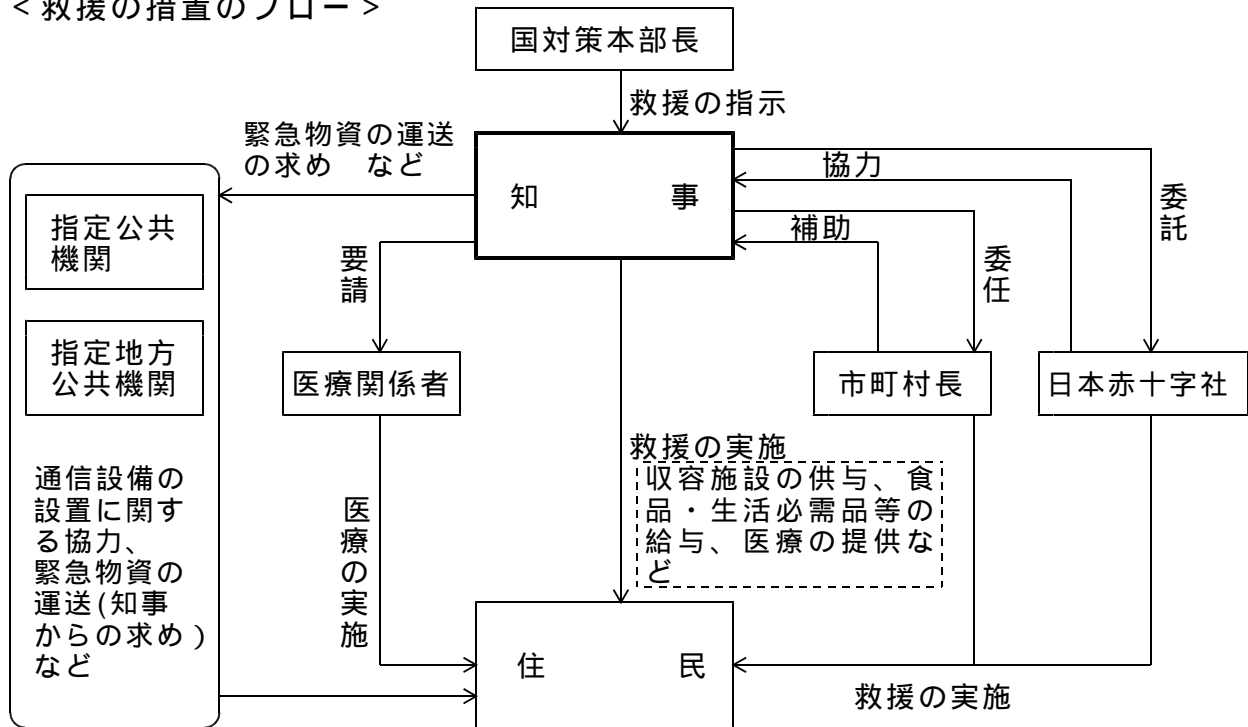 ＜救援の措置のフロー＞
国対策本部長
救援の指示
緊急物資の運送
の求め　など
知　　　事
協力
補助
委託
委任
要請
指定公共
機関
指定地方
公共機関
通信設備の
設置に関す
る協力、
緊急物資の
運送(知事
からの求め)
など
医療関係者
市町村長
日本赤十字社
救援の実施
収容施設の供与、食
品・生活必需品等の
給与、医療の提供な
ど
医療の実施
住　　　民
救援の実施